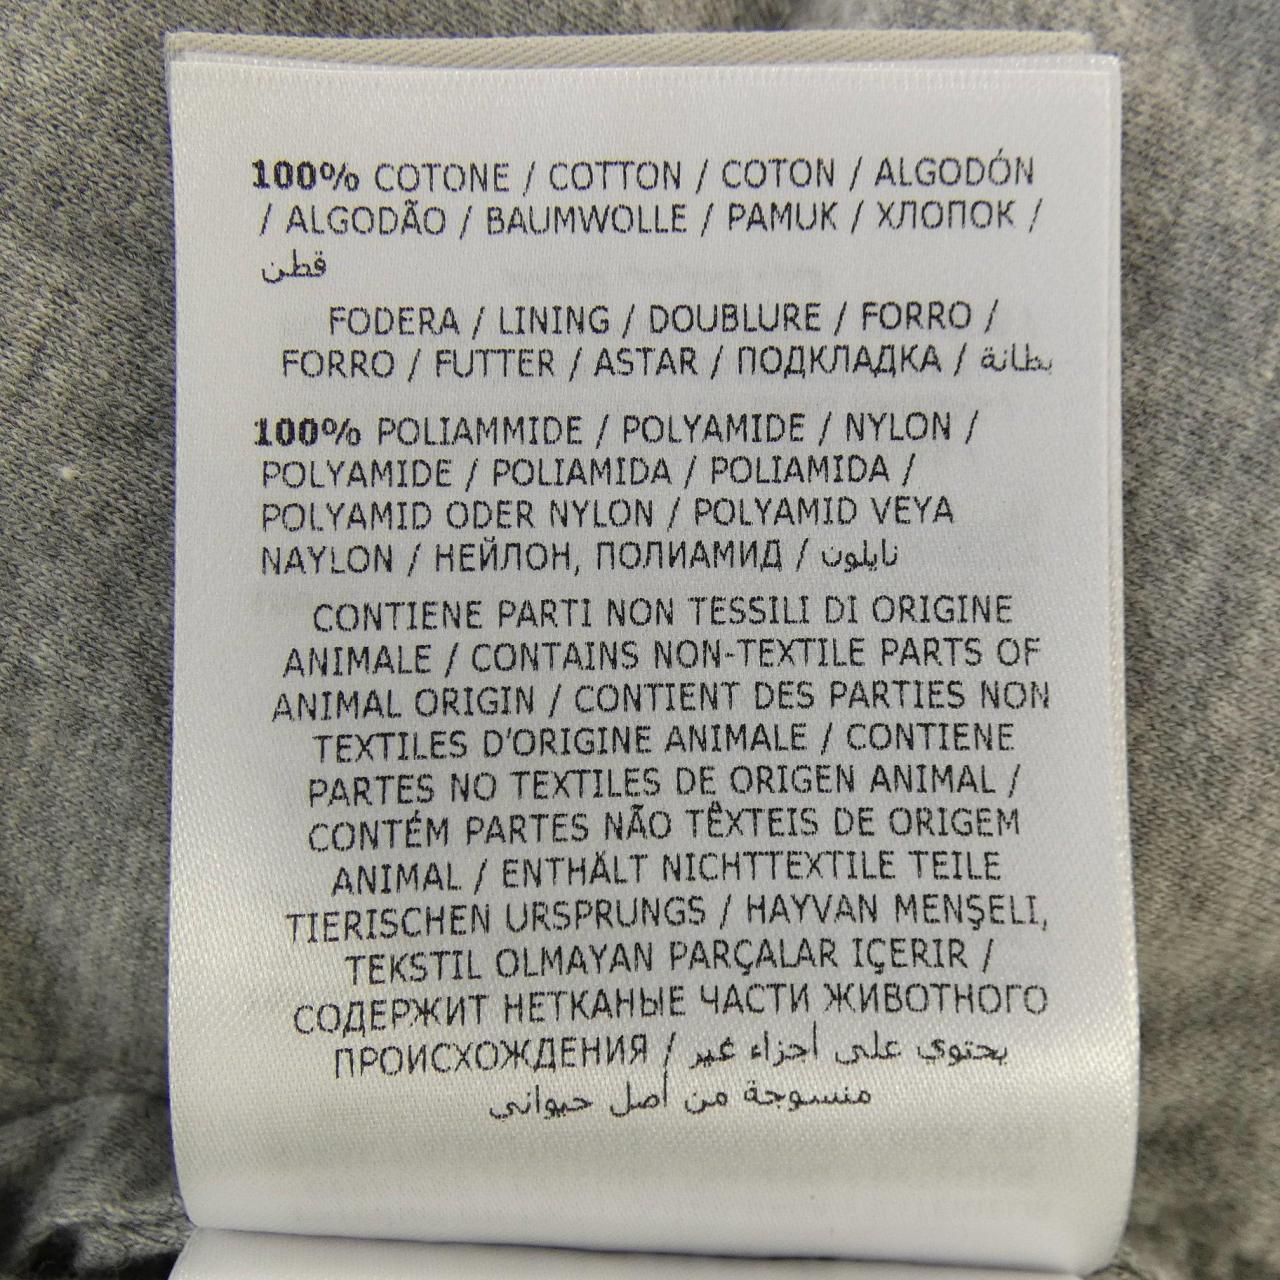 100% COTONE / COTTON / COTON / ALGODÓN
/ ALGODÃO / BAUMWOLLE / PAMUK / ХЛОПОК /
قطن
FODERA / LINING / DOUBLURE / FORRO /
FORRO / FUTTER / ASTAR / ПОДКЛАДКА / بطانة
100% POLIAMMIDE / POLYAMIDE / NYLON /
POLYAMIDE / POLIAMIDA / POLIAMIDA /
POLYAMID ODER NYLON / POLYAMID VEYA
NAYLON / НЕЙЛОН, ПОЛИАМИД / نايلون
CONTIENE PARTI NON TESSILI DI ORIGINE
ANIMALE / CONTAINS NON-TEXTILE PARTS OF
ANIMAL ORIGIN / CONTIENT DES PARTIES NON
TEXTILES D'ORIGINE ANIMALE / CONTIENE
PARTES NO TEXTILES DE ORIGEN ANIMAL /
CONTÉM PARTES NÃO TÊXTEIS DE ORIGEM
ANIMAL / ENTHÄLT NICHTTEXTILE TEILE
TIERISCHEN URSPRUNGS / HAYVAN MENŞELI,
TEKSTIL OLMAYAN PARÇALAR IÇERIR /
СОДЕРЖИТ НЕТКАНЫЕ ЧАСТИ ЖИВОТНОГО
ПРОИСХОЖДЕНИЯ / يحتوي على أجزاء غير
منسوجة من أصل حيواني